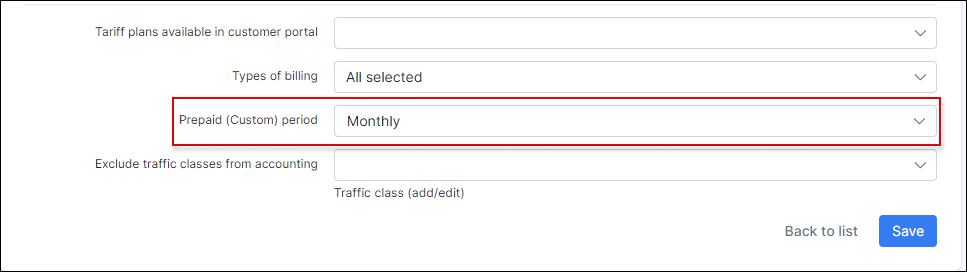 Tariff plans available in customer portal
Types of billing All selected
Prepaid (Custom) period Monthly
Exclude traffic classes from accounting
Traffic class (add/edit)
Back to list Save